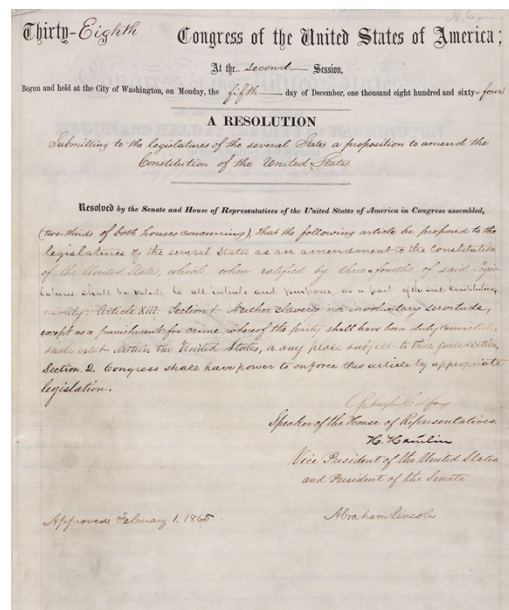 Thirty-Eighth Congress of the United States of America;
At the second Session,
Begun and held at the City of Washington, on Monday, the fifth day of December, one thousand eight hundred and sixty-four
A RESOLUTION
Submitting to the legislatures of the several States a proposition to amend the
Constitution of the United States
Resolved by the Senate and House of Representatives of the United States of America in Congress assembled,
(two thirds of both houses concurring), That the following article be proposed to the
legislatures of the several States as an amendment to the Constitution
of the United States, which, when ratified by three-fourths of said Legis-
latures shall be valid, to all intents and purposes, as a part of the said Constitution,
namely: Article XIII. Section 1. Neither slavery nor involuntary servitude,
except as a punishment for crime whereof the party shall have been duly convicted,
shall exist within the United States, or any place subject to their jurisdiction.
Section 2. Congress shall have power to enforce this article by appropriate
legislation.
Schuyler Colfax
Speaker of the House of Representatives.
H. Hamlin
Vice President of the United States
and President of the Senate
Approved, February 1. 1865.
Abraham Lincoln